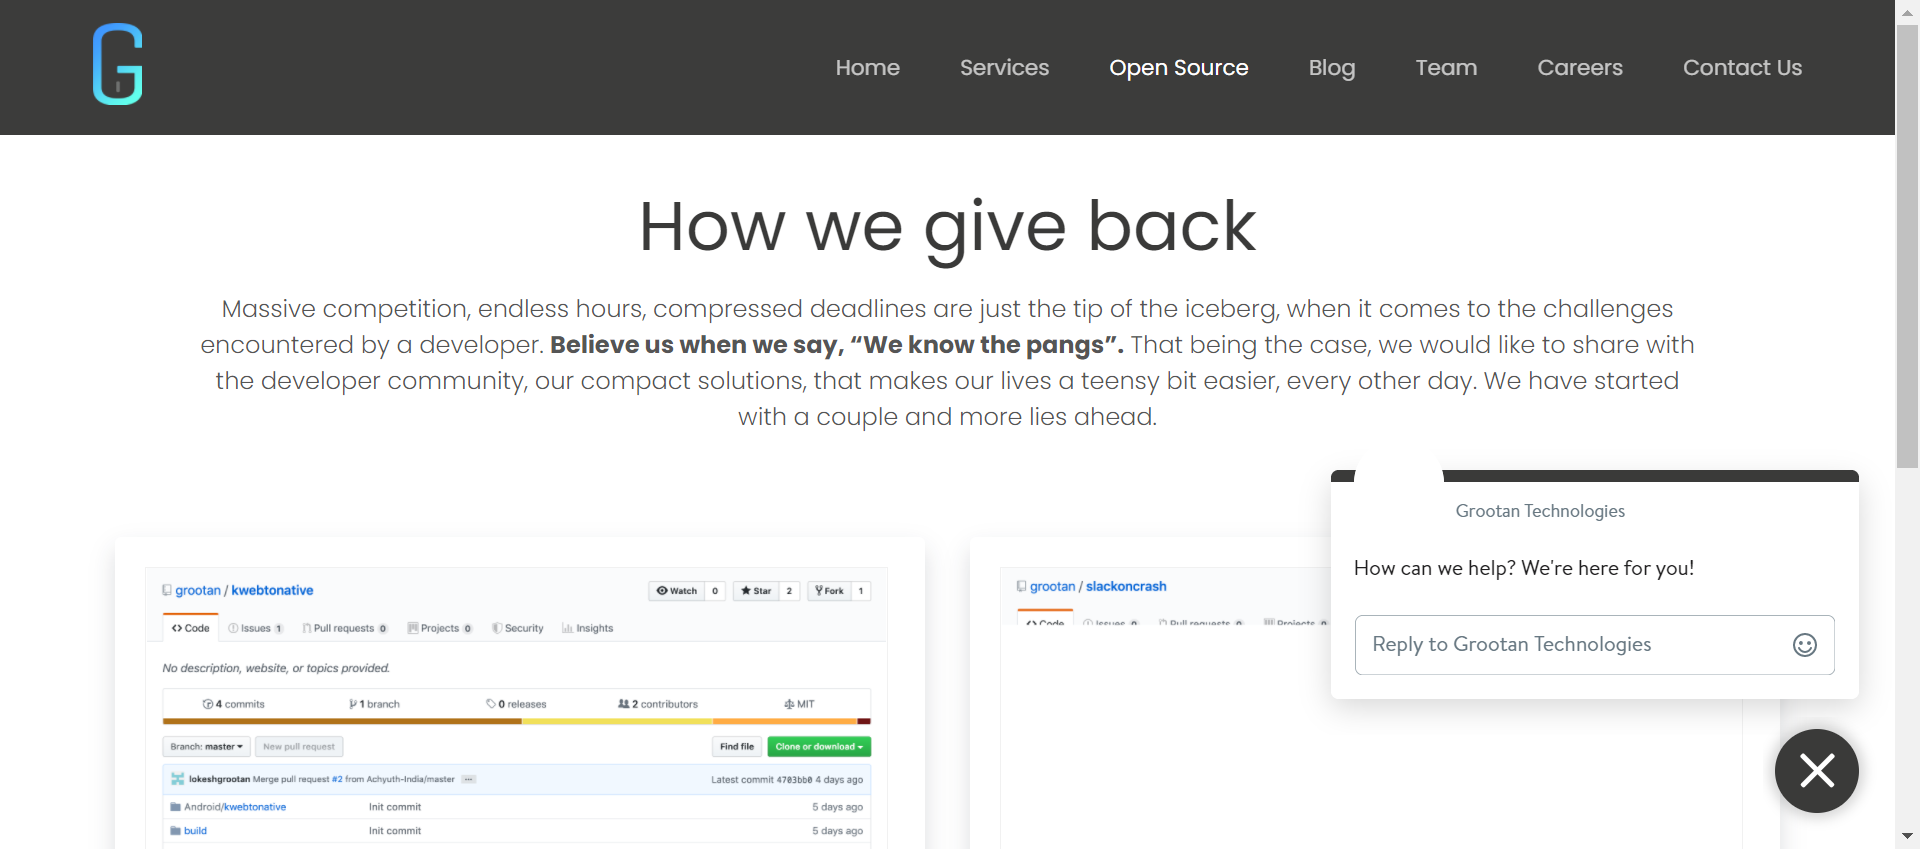 Home Services Open Source Blog Team Careers Contact Us
How we give back
Massive competition, endless hours, compressed deadlines are just the tip of the iceberg, when it comes to the challenges
encountered by a developer. Believe us when we say, “We know the pangs”. That being the case, we would like to share with
the developer community, our compact solutions, that makes our lives a teensy bit easier, every other day. We have started
with a couple and more lies ahead.
grootan / kwebtonative
Watch 0 Star 2 Fork 1
Code Issues 1 Pull requests 0 Projects 0 Security Insights
No description, website, or topics provided.
4 commits 1 branch 0 releases 2 contributors MIT
Branch: master New pull request Find file Clone or download
lokeshgrootan Merge pull request #2 from Achyuth-India/master Latest commit 4703bb0 4 days ago
Android/kwebtonative Init commit 5 days ago
build Init commit 5 days ago
grootan / slackoncrash
Code Issues 0 Pull requests 0 Projects 0
Grootan Technologies
How can we help? We're here for you!
Reply to Grootan Technologies